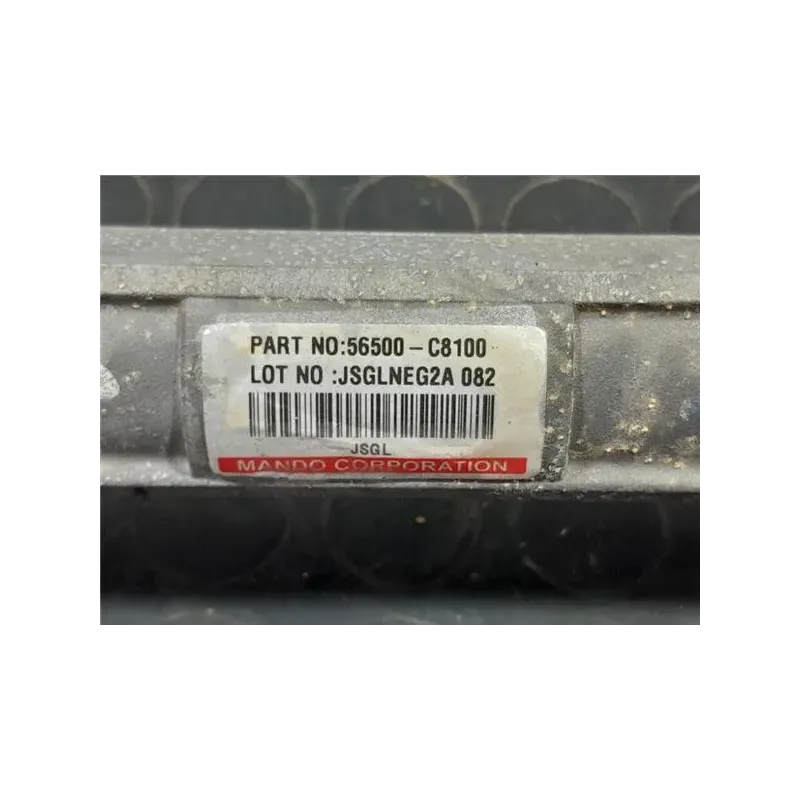 PART NO:56500-C8100
LOT NO :JSGLNEG2A 082
JSGL
MANDO CORPORATION